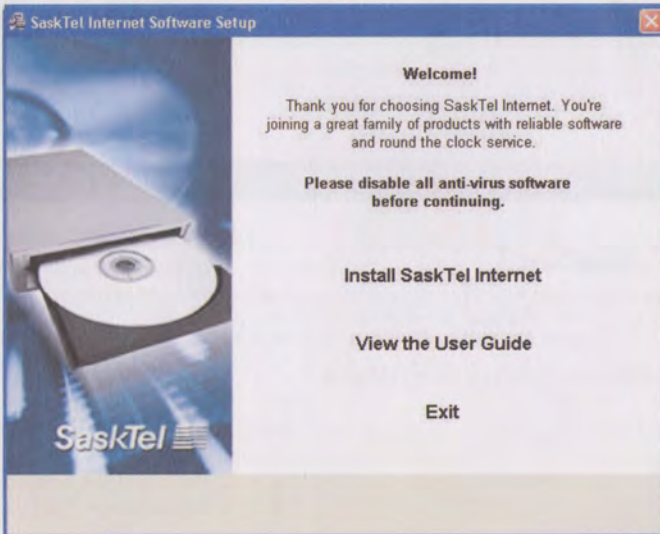 SaskTel Internet Software Setup
Welcome!
Thank you for choosing SaskTel Internet. You're
joining a great family of products with reliable software
and round the clock service.
Please disable all anti-virus software
before continuing.
Install SaskTel Internet
View the User Guide
Exit
SaskTel